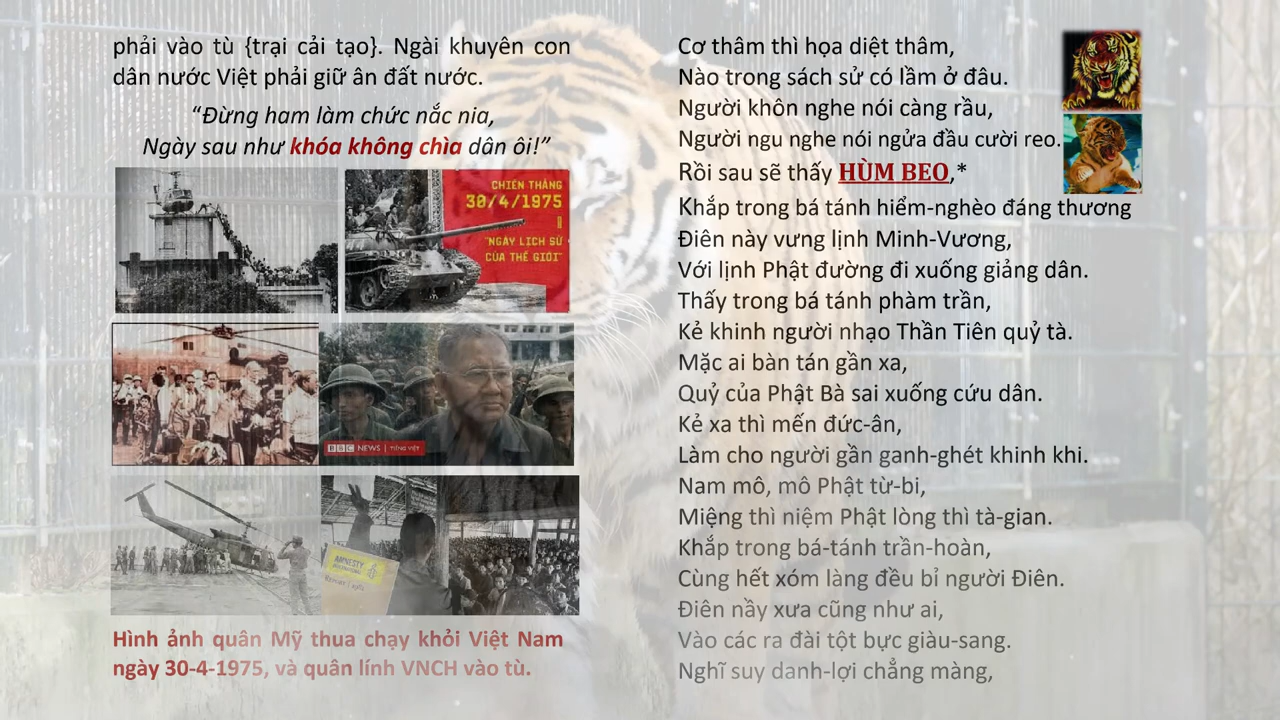 phải vào tù {trại cải tạo}. Ngài khuyên con
dân nước Việt phải giữ ân đất nước.
“Đừng ham làm chức nắc nia,
Ngày sau như khóa không chìa dân ôi!”
CHIẾN THẮNG
30/4/1975
"NGÀY LỊCH SỬ
CỦA THẾ GIỚI"
BBC NEWS | TIẾNG VIỆT
AMNESTY
INTERNATIONAL
Hình ảnh quân Mỹ thua chạy khỏi Việt Nam
ngày 30-4-1975, và quân lính VNCH vào tù.
Cơ thâm thì họa diệt thâm,
Nào trong sách sử có lầm ở đâu.
Người khôn nghe nói càng rầu,
Người ngu nghe nói ngửa đầu cười reo.
Rồi sau sẽ thấy HÙM BEO,*
Khắp trong bá tánh hiểm-nghèo đáng thương
Điên này vưng lịnh Minh-Vương,
Với lịnh Phật đường đi xuống giảng dân.
Thấy trong bá tánh phàm trần,
Kẻ khinh người nhạo Thần Tiên quỷ tà.
Mặc ai bàn tán gần xa,
Quỷ của Phật Bà sai xuống cứu dân.
Kẻ xa thì mến đức-ân,
Làm cho người gần ganh-ghét khinh khi.
Nam mô, mô Phật từ-bi,
Miệng thì niệm Phật lòng thì tà-gian.
Khắp trong bá-tánh trần-hoàn,
Cùng hết xóm làng đều bỉ người Điên.
Điên nầy xưa cũng như ai,
Vào các ra đài tột bực giàu-sang.
Nghĩ suy danh-lợi chẳng màng,